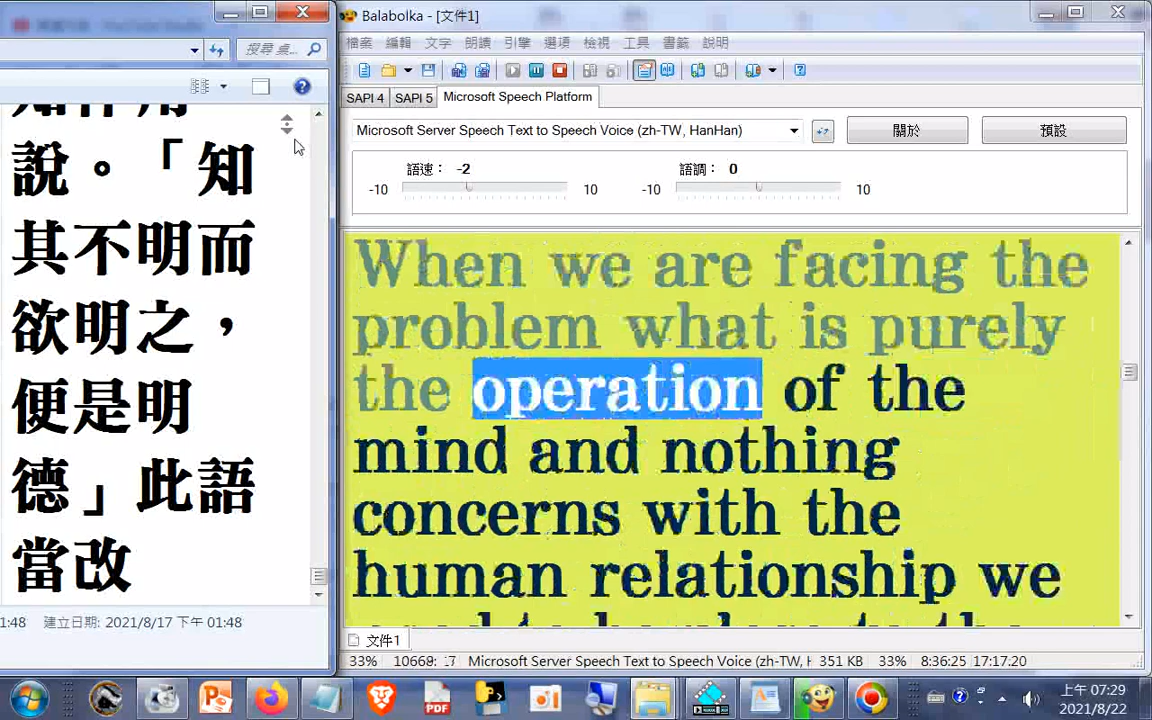 搜尋 桌...
知作用
說。「知
其不明而
欲明之，
便是明
德」此語
當改
1:48 建立日期: 2021/8/17 下午 01:48
Balabolka - [文件1]
檔案 編輯 文字 朗讀 引擎 選項 檢視 工具 書籤 說明
SAPI 4 SAPI 5 Microsoft Speech Platform
Microsoft Server Speech Text to Speech Voice (zh-TW, HanHan) 關於 預設
語速： -2 語調： 0
-10 10 -10 10
When we are facing the
problem what is purely
the operation of the
mind and nothing
concerns with the
human relationship we
文件1
33% Microsoft Server Speech Text to Speech Voice (zh-TW, 351 KB 33% 8:36:25 17:17:20
PDF
上午 07:29
2021/8/22